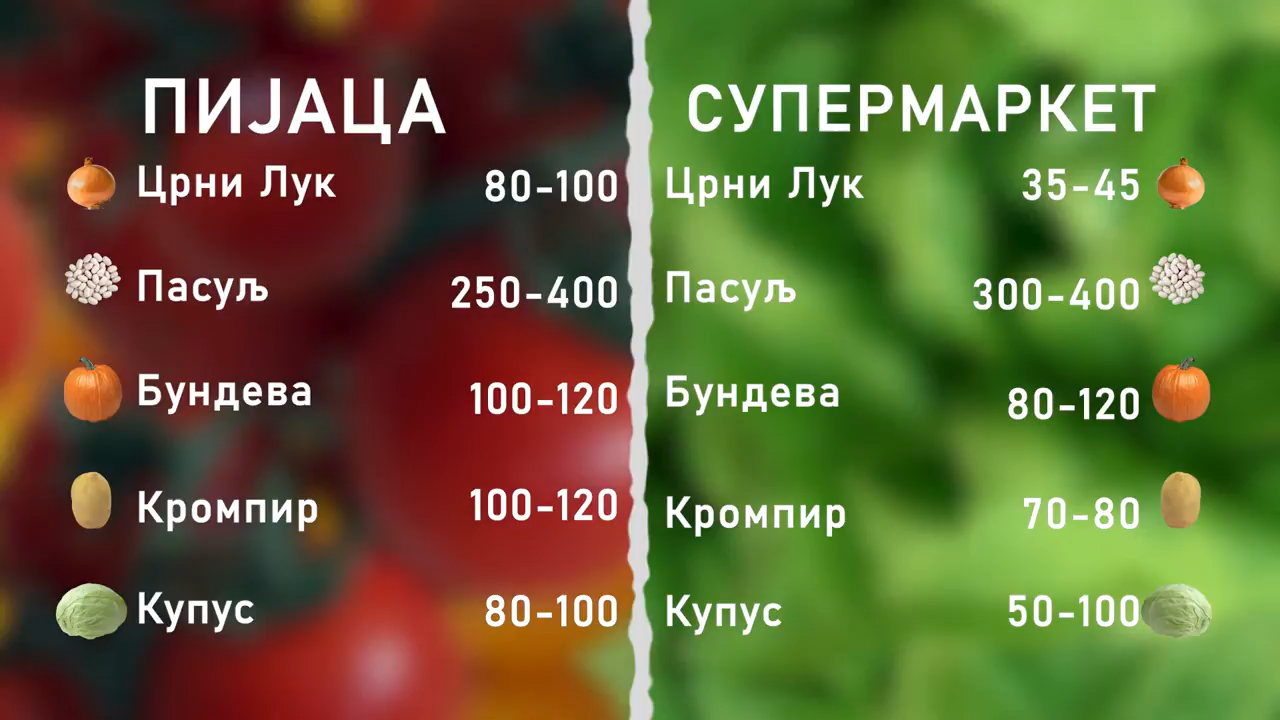 ПИЈАЦА
Црни Лук 80-100
Пасуљ 250-400
Бундева 100-120
Кромпир 100-120
Купус 80-100
СУПЕРМАРКЕТ
Црни Лук 35-45
Пасуљ 300-400
Бундева 80-120
Кромпир 70-80
Купус 50-100